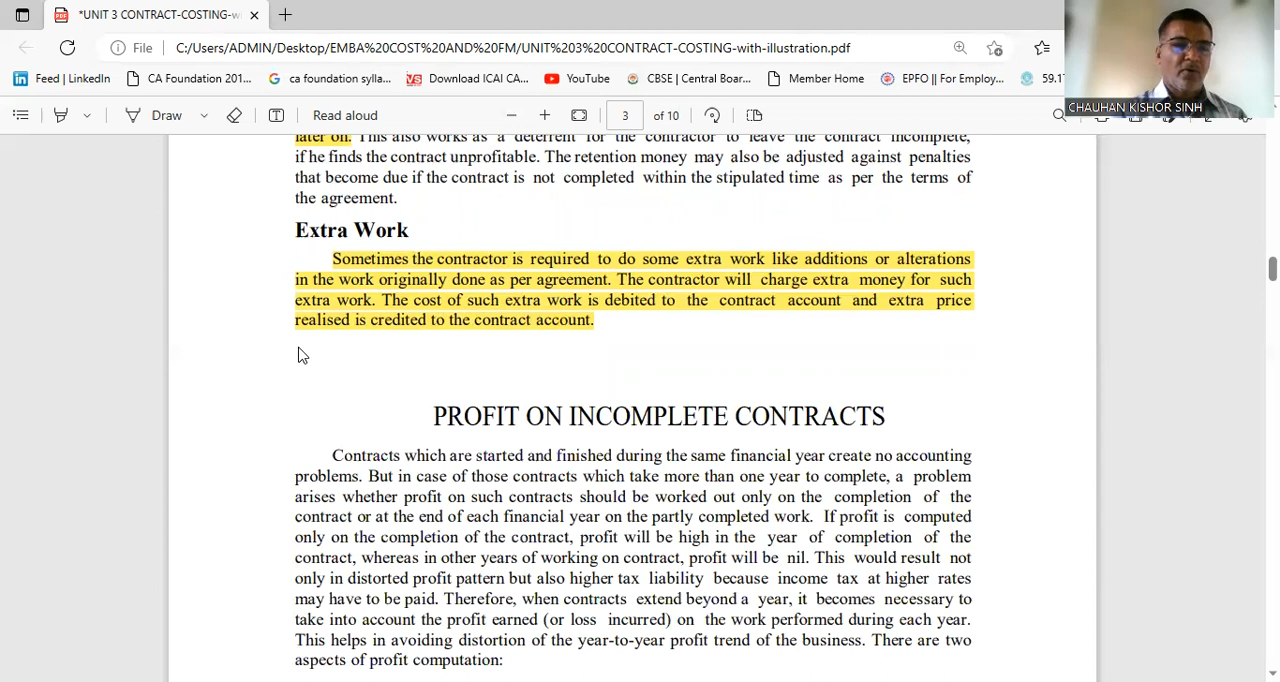 *UNIT 3 CONTRACT-COSTING-w
File
C:/Users/ADMIN/Desktop/EMBA%20COST%20AND%20FM/UNIT%203%20CONTRACT-COSTING-with-illustration.pdf
Feed | LinkedIn
CA Foundation 201...
ca foundation sylla...
Download ICAI CA...
YouTube
CBSE | Central Boar...
Member Home
EPFO || For Employ...
59.1
CHAUHAN KISHOR SINH
Draw
Read aloud
3
of 10
later on. This also works as a deterrent for the contractor to leave the contract incomplete,
if he finds the contract unprofitable. The retention money may also be adjusted against penalties
that become due if the contract is not completed within the stipulated time as per the terms of
the agreement.
Extra Work
Sometimes the contractor is required to do some extra work like additions or alterations
in the work originally done as per agreement. The contractor will charge extra money for such
extra work. The cost of such extra work is debited to the contract account and extra price
realised is credited to the contract account.
PROFIT ON INCOMPLETE CONTRACTS
Contracts which are started and finished during the same financial year create no accounting
problems. But in case of those contracts which take more than one year to complete, a problem
arises whether profit on such contracts should be worked out only on the completion of the
contract or at the end of each financial year on the partly completed work. If profit is computed
only on the completion of the contract, profit will be high in the year of completion of the
contract, whereas in other years of working on contract, profit will be nil. This would result not
only in distorted profit pattern but also higher tax liability because income tax at higher rates
may have to be paid. Therefore, when contracts extend beyond a year, it becomes necessary to
take into account the profit earned (or loss incurred) on the work performed during each year.
This helps in avoiding distortion of the year-to-year profit trend of the business. There are two
aspects of profit computation: